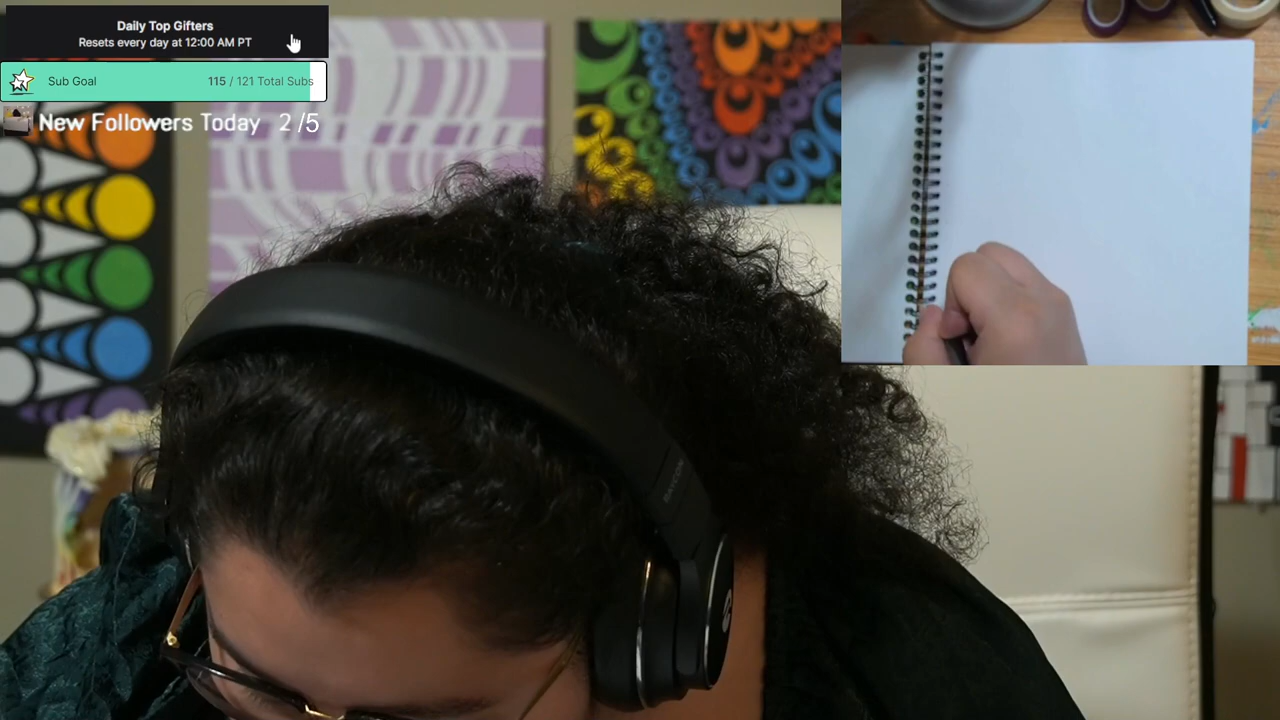 Daily Top Gifters
Resets every day at 12:00 AM PT
Sub Goal 115 / 121 Total Subs
New Followers Today 2 /5